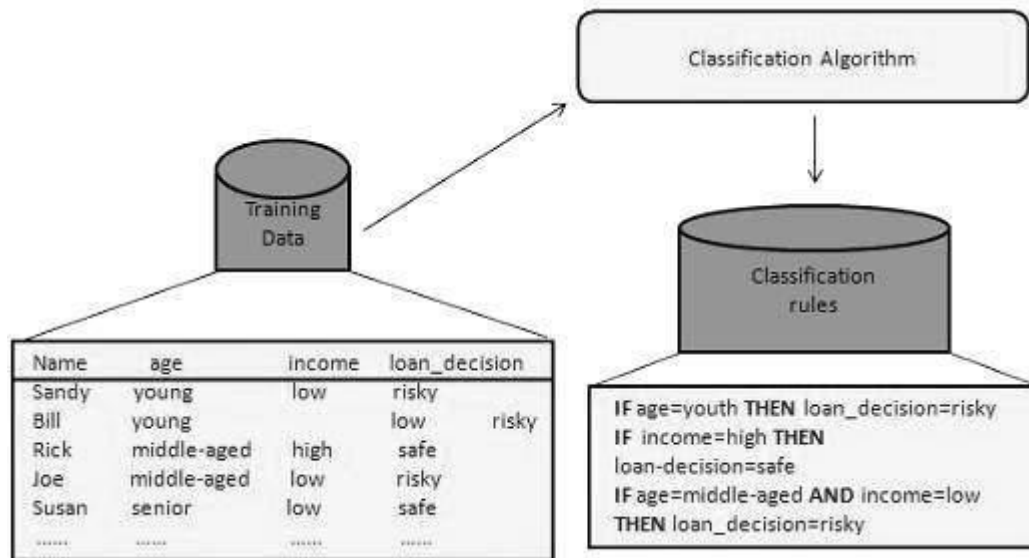 Classification Algorithm
Training
Data
Classification
rules
Name age income loan_decision
Sandy young low risky
Bill young low risky
Rick middle-aged high safe
Joe middle-aged low risky
Susan senior low safe
...... ...... ...... ......
IF age=youth THEN loan_decision=risky
IF income=high THEN
loan-decision=safe
IF age=middle-aged AND income=low
THEN loan_decision=risky